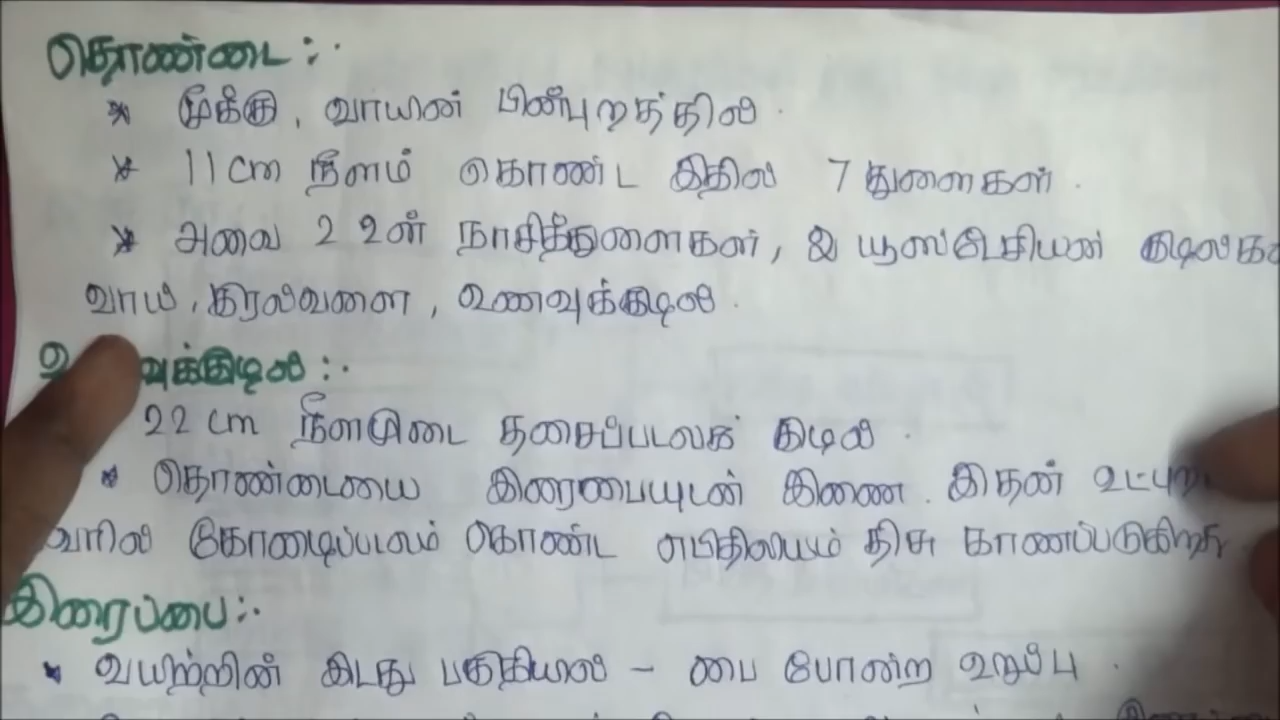 தொண்டை :-
* மூக்கு, வாயின் பின்புறத்தில்.
* 11 cm நீளம் கொண்ட இதில் 7 துளைகள்.
* அவை 2 உள் நாசித்துளைகள், 2 யூஸ்டேசியன் குழல்கள்
வாய், குரல்வளை, உணவுக்குழல்.
உணவுக்குழல் :-
22 cm நீளமுடைய தசைப்படலக் குழல்.
* தொண்டையை இரைபையுடன் இணை. இதன் உட்புற
வரில் கோழைப்படலம் கொண்ட எபிதிலியம் திசு காணப்படுகிறது
இரைப்பை :-
* வயிற்றின் இடது பகுதியில் - பை போன்ற உறுப்பு.